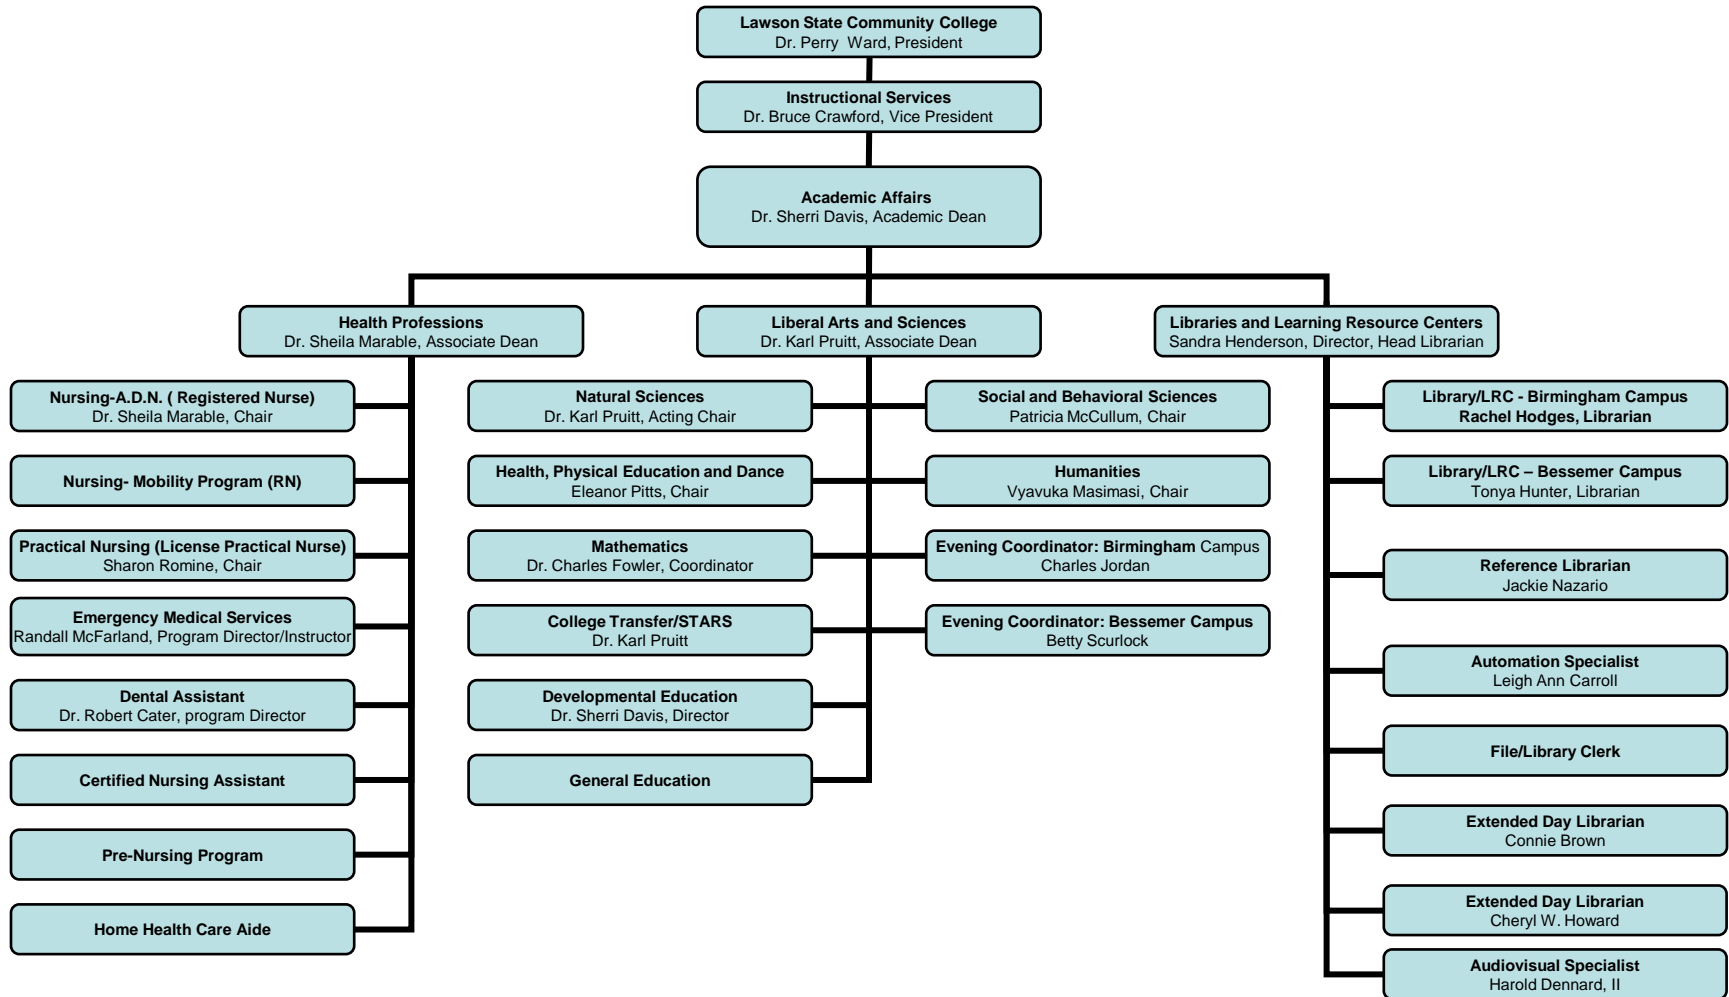 Lawson State Community College
Dr. Perry Ward, President
Instructional Services
Dr. Bruce Crawford, Vice President
Academic Affairs
Dr. Sherri Davis, Academic Dean
Health Professions
Dr. Sheila Marable, Associate Dean
Nursing-A.D.N. ( Registered Nurse)
Dr. Sheila Marable, Chair
Nursing- Mobility Program (RN)
Practical Nursing (License Practical Nurse)
Sharon Romine, Chair
Emergency Medical Services
Randall McFarland, Program Director/Instructor
Dental Assistant
Dr. Robert Cater, program Director
Certified Nursing Assistant
Pre-Nursing Program
Home Health Care Aide
Liberal Arts and Sciences
Dr. Karl Pruitt, Associate Dean
Natural Sciences
Dr. Karl Pruitt, Acting Chair
Health, Physical Education and Dance
Eleanor Pitts, Chair
Mathematics
Dr. Charles Fowler, Coordinator
College Transfer/STARS
Dr. Karl Pruitt
Developmental Education
Dr. Sherri Davis, Director
General Education
Social and Behavioral Sciences
Patricia McCullum, Chair
Humanities
Vyavuka Masimasi, Chair
Evening Coordinator: Birmingham Campus
Charles Jordan
Evening Coordinator: Bessemer Campus
Betty Scurlock
Libraries and Learning Resource Centers
Sandra Henderson, Director, Head Librarian
Library/LRC - Birmingham Campus
Rachel Hodges, Librarian
Library/LRC – Bessemer Campus
Tonya Hunter, Librarian
Reference Librarian
Jackie Nazario
Automation Specialist
Leigh Ann Carroll
File/Library Clerk
Extended Day Librarian
Connie Brown
Extended Day Librarian
Cheryl W. Howard
Audiovisual Specialist
Harold Dennard, II